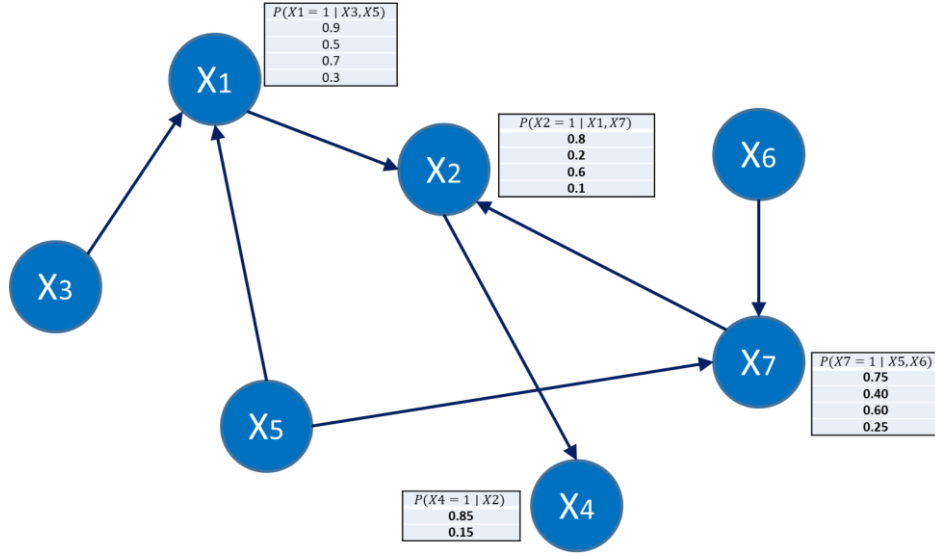 P(X1 = 1 | X3,X5)
0.9
0.5
0.7
0.3
X1
P(X2 = 1 | X1,X7)
0.8
0.2
0.6
0.1
X2
X6
X3
X7
P(X7 = 1 | X5,X6)
0.75
0.40
0.60
0.25
X5
P(X4 = 1 | X2)
0.85
0.15
X4